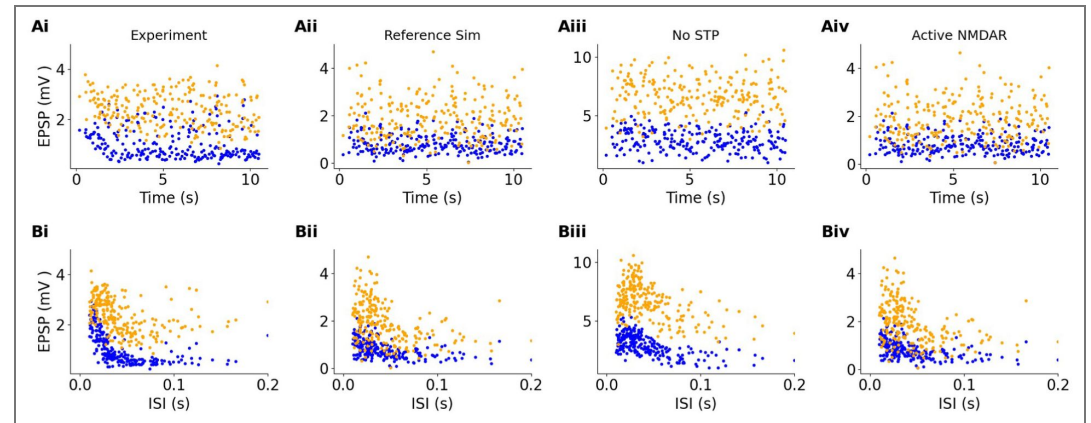 Ai Aii Aiii Aiv
Experiment Reference Sim No STP Active NMDAR
EPSP (mV )
4
2
4
2
0
10
5
4
2
0
0 5 10 0 5 10 0 5 10 0 5 10
Time (s) Time (s) Time (s) Time (s)
Bi Bii Biii Biv
EPSP (mV )
4
2
4
2
0
10
5
4
2
0
0.0 0.1 0.2 0.0 0.1 0.2 0.0 0.1 0.2 0.0 0.1 0.2
ISI (s) ISI (s) ISI (s) ISI (s)